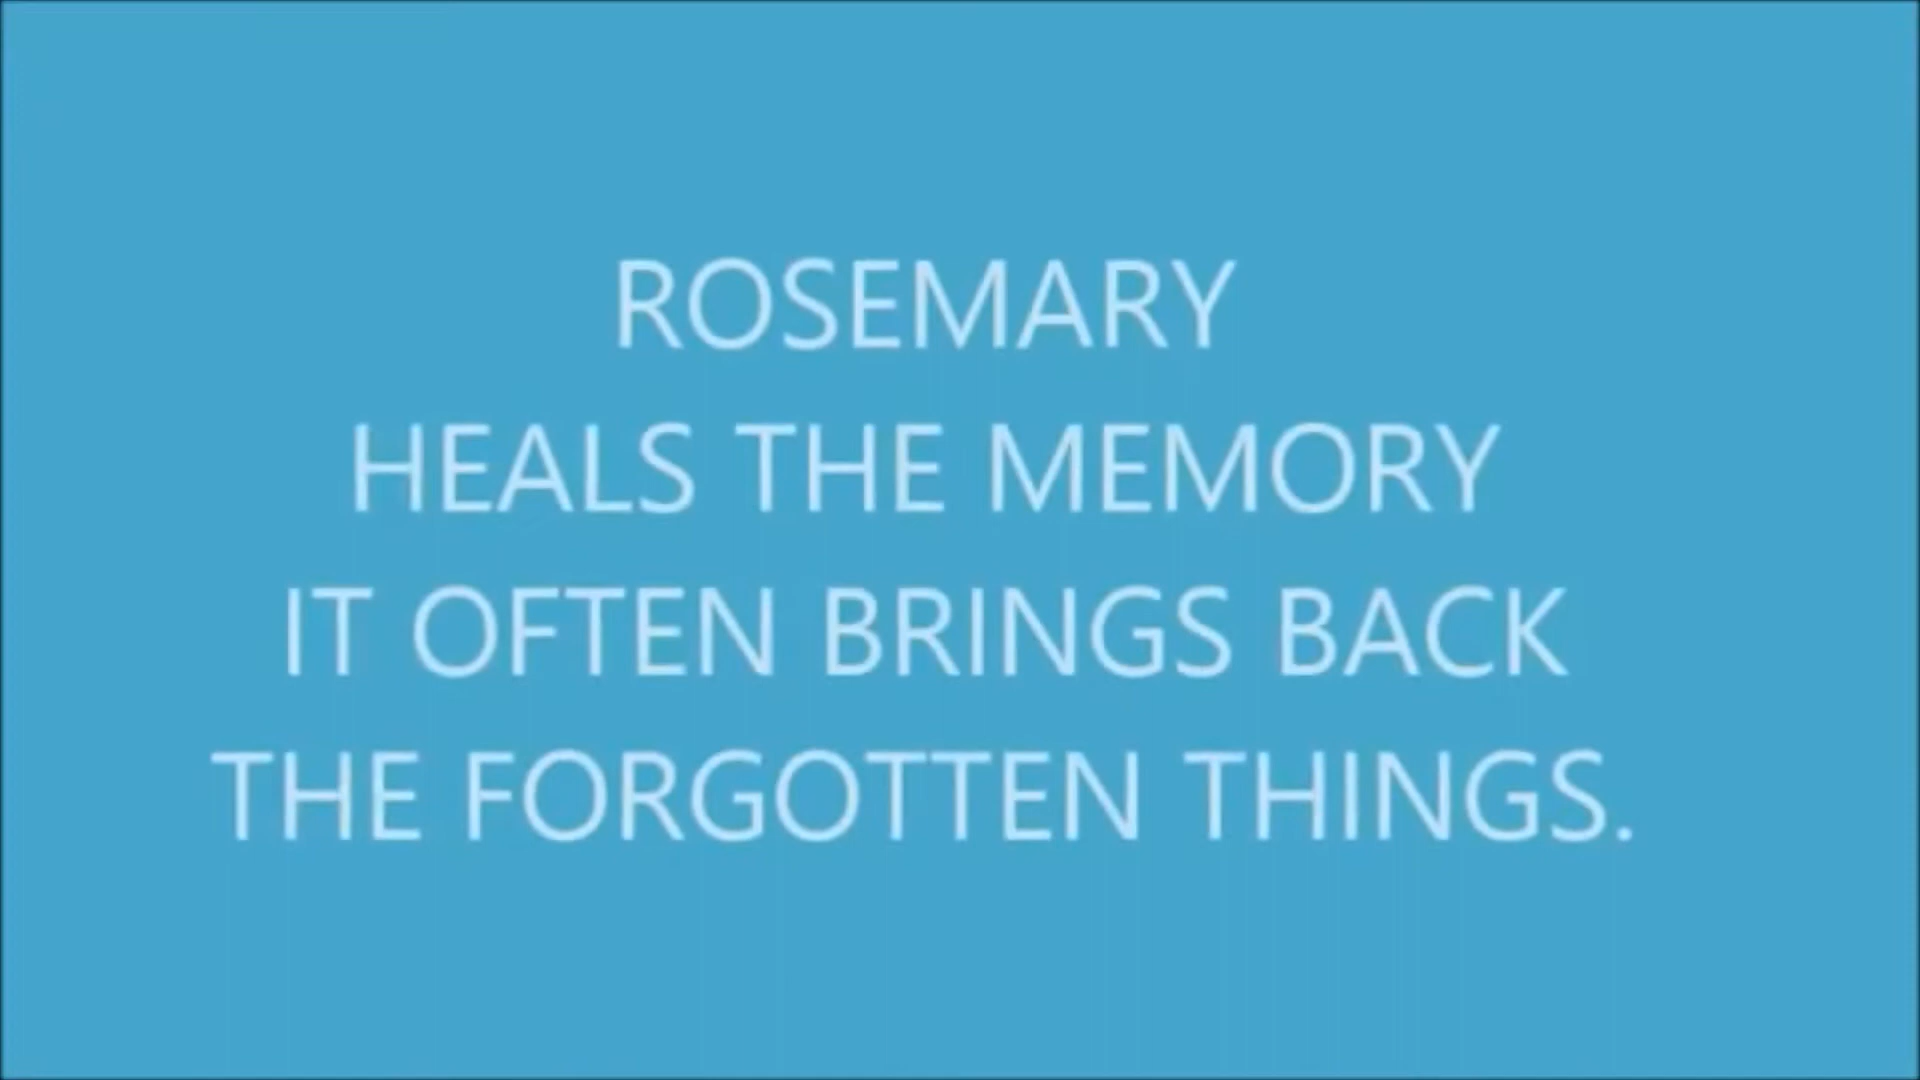 ROSEMARY
HEALS THE MEMORY
IT OFTEN BRINGS BACK
THE FORGOTTEN THINGS.